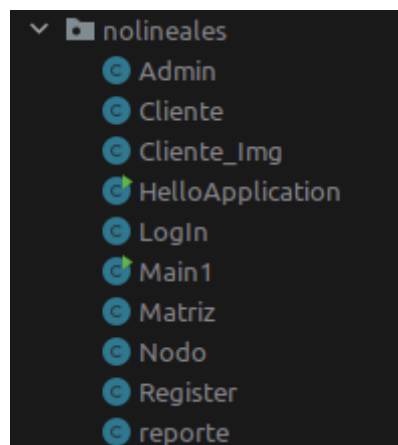 nolineales
Admin
Cliente
Cliente_Img
HelloApplication
LogIn
Main1
Matriz
Nodo
Register
reporte